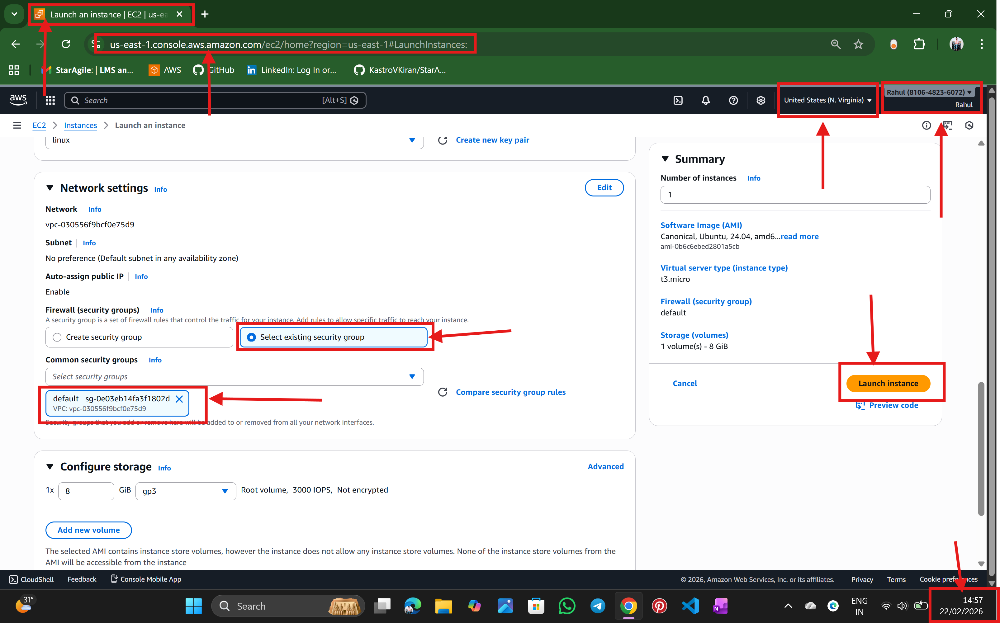 Launch an instance | EC2 | us-ea
us-east-1.console.aws.amazon.com/ec2/home?region=us-east-1#LaunchInstances:
StarAgile: | LMS an...
AWS
GitHub
LinkedIn: Log In or...
KastroVKiran/StarA...
aws
Search
[Alt+S]
United States (N. Virginia)
Rahul (8106-4823-6072)
Rahul
EC2
Instances
Launch an instance
linux
Create new key pair
Network settings Info
Edit
Network
Info
vpc-030556f9bcf0e75d9
Subnet
Info
No preference (Default subnet in any availability zone)
Auto-assign public IP
Info
Enable
Firewall (security groups)
Info
A security group is a set of firewall rules that control the traffic for your instance. Add rules to allow specific traffic to reach your instance.
Create security group
Select existing security group
Common security groups
Info
Select security groups
default sg-0e03eb14fa3f1802d
VPC: vpc-030556f9bcf0e75d9
Compare security group rules
Security groups that you add or remove here will be added to or removed from all your network interfaces.
Configure storage Info
Advanced
1x
8
GiB
gp3
Root volume, 3000 IOPS, Not encrypted
Add new volume
The selected AMI contains instance store volumes, however the instance does not allow any instance store volumes. None of the instance store volumes from the
AMI will be accessible from the instance
Summary
Number of instances
Info
1
Software Image (AMI)
Canonical, Ubuntu, 24.04, amd6...read more
ami-0b6c6ebed2801a5cb
Virtual server type (instance type)
t3.micro
Firewall (security group)
default
Storage (volumes)
1 volume(s) - 8 GiB
Cancel
Launch instance
Preview code
CloudShell
Feedback
Console Mobile App
© 2026, Amazon Web Services, Inc. or its affiliates.
Privacy
Terms
Cookie preferences
31°
Search
ENG
IN
14:57
22/02/2026